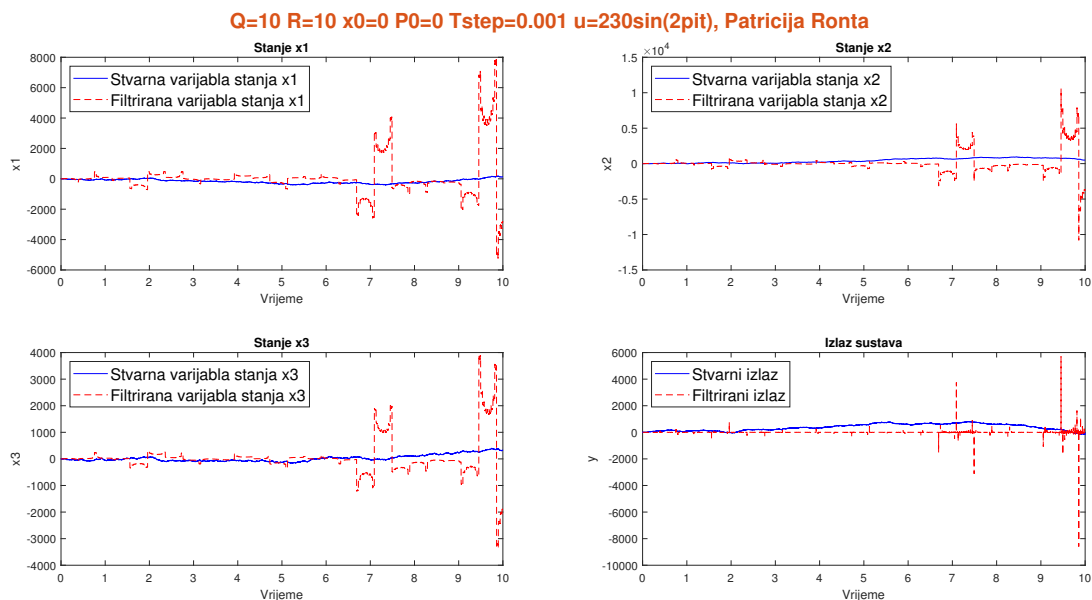 Q=10 R=10 x0=0 P0=0 Tstep=0.001 u=230sin(2pit), Patricija Ronta
Stanje x1
Stvarna varijabla stanja x1
Filtrirana varijabla stanja x1
8000
6000
4000
2000
0
-2000
-4000
-6000
x1
0 1 2 3 4 5 6 7 8 9 10
Vrijeme
Stanje x2
×10⁴
Stvarna varijabla stanja x2
Filtrirana varijabla stanja x2
1.5
1
0.5
0
-0.5
-1
-1.5
x2
0 1 2 3 4 5 6 7 8 9 10
Vrijeme
Stanje x3
Stvarna varijabla stanja x3
Filtrirana varijabla stanja x3
4000
3000
2000
1000
0
-1000
-2000
-3000
-4000
x3
0 1 2 3 4 5 6 7 8 9 10
Vrijeme
Izlaz sustava
Stvarni izlaz
Filtrirani izlaz
6000
4000
2000
0
-2000
-4000
-6000
-8000
-10000
y
0 1 2 3 4 5 6 7 8 9 10
Vrijeme